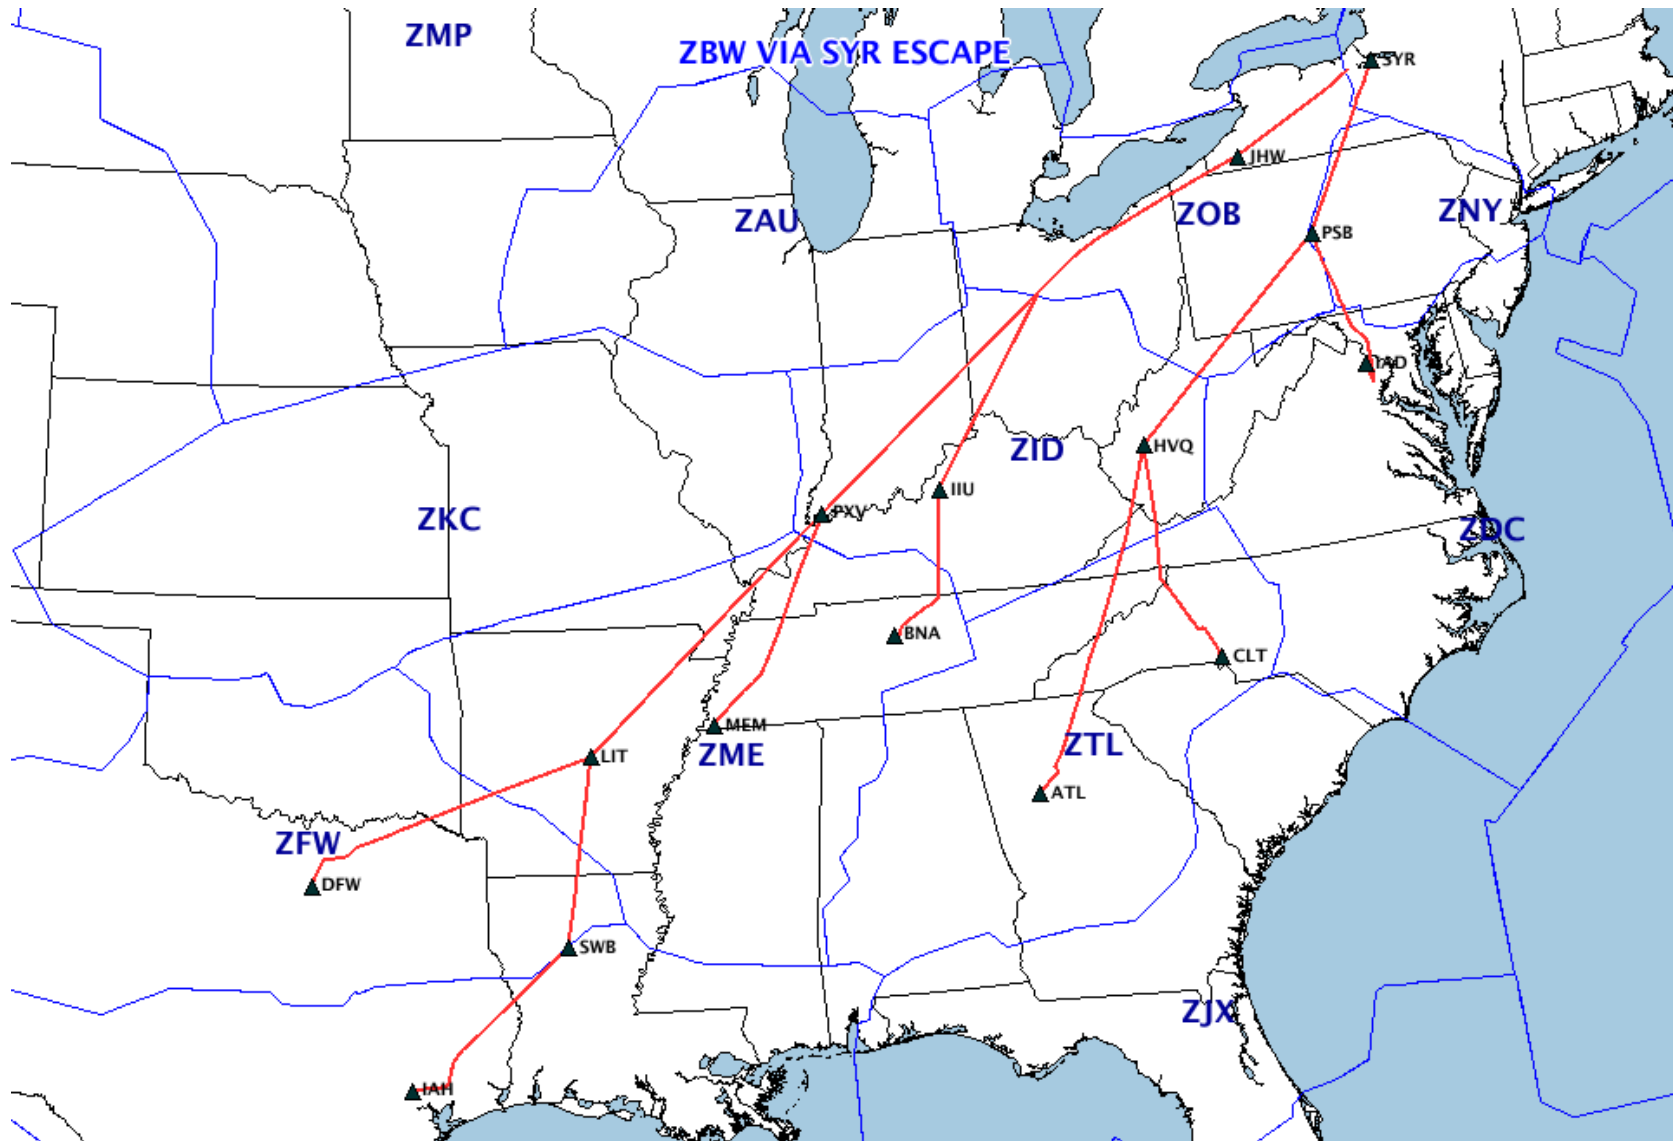 ZMP
ZBW VIA SYR ESCAPE
SYR
JHW
ZAU
ZOB
ZNY
PSB
IAD
ZID
HVQ
IIU
PXV
ZKC
ZDC
BNA
CLT
MEM
ZME
ZTL
LIT
ATL
ZFW
DFW
SWB
ZJX
IAH